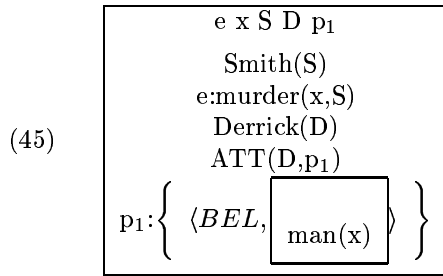 e x S D p₁
Smith(S)
e:murder(x,S)
(45) Derrick(D)
ATT(D,p₁)
p₁:{ ⟨BEL, man(x) ⟩ }